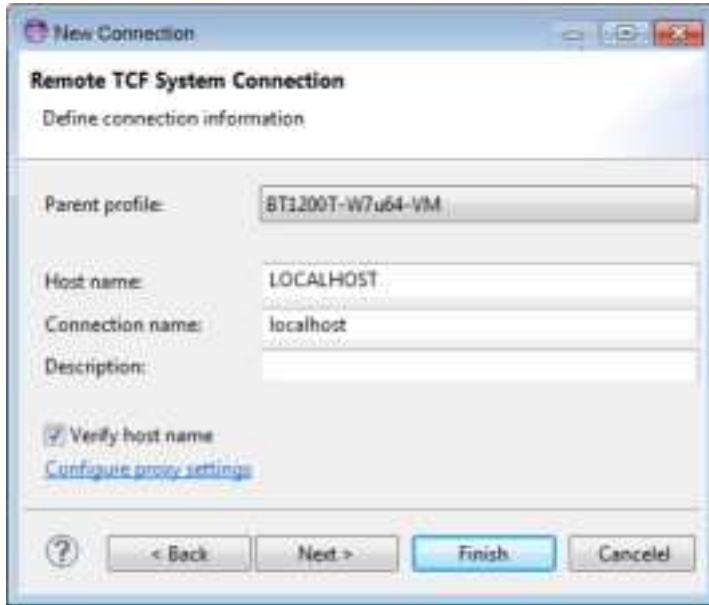 New Connection
Remote TCF System Connection
Define connection information
Parent profile: BT1200T-W7u64-VM
Host name: LOCALHOST
Connection name: localhost
Description:
Verify host name
Configure proxy settings
? < Back Next > Finish Cancelel